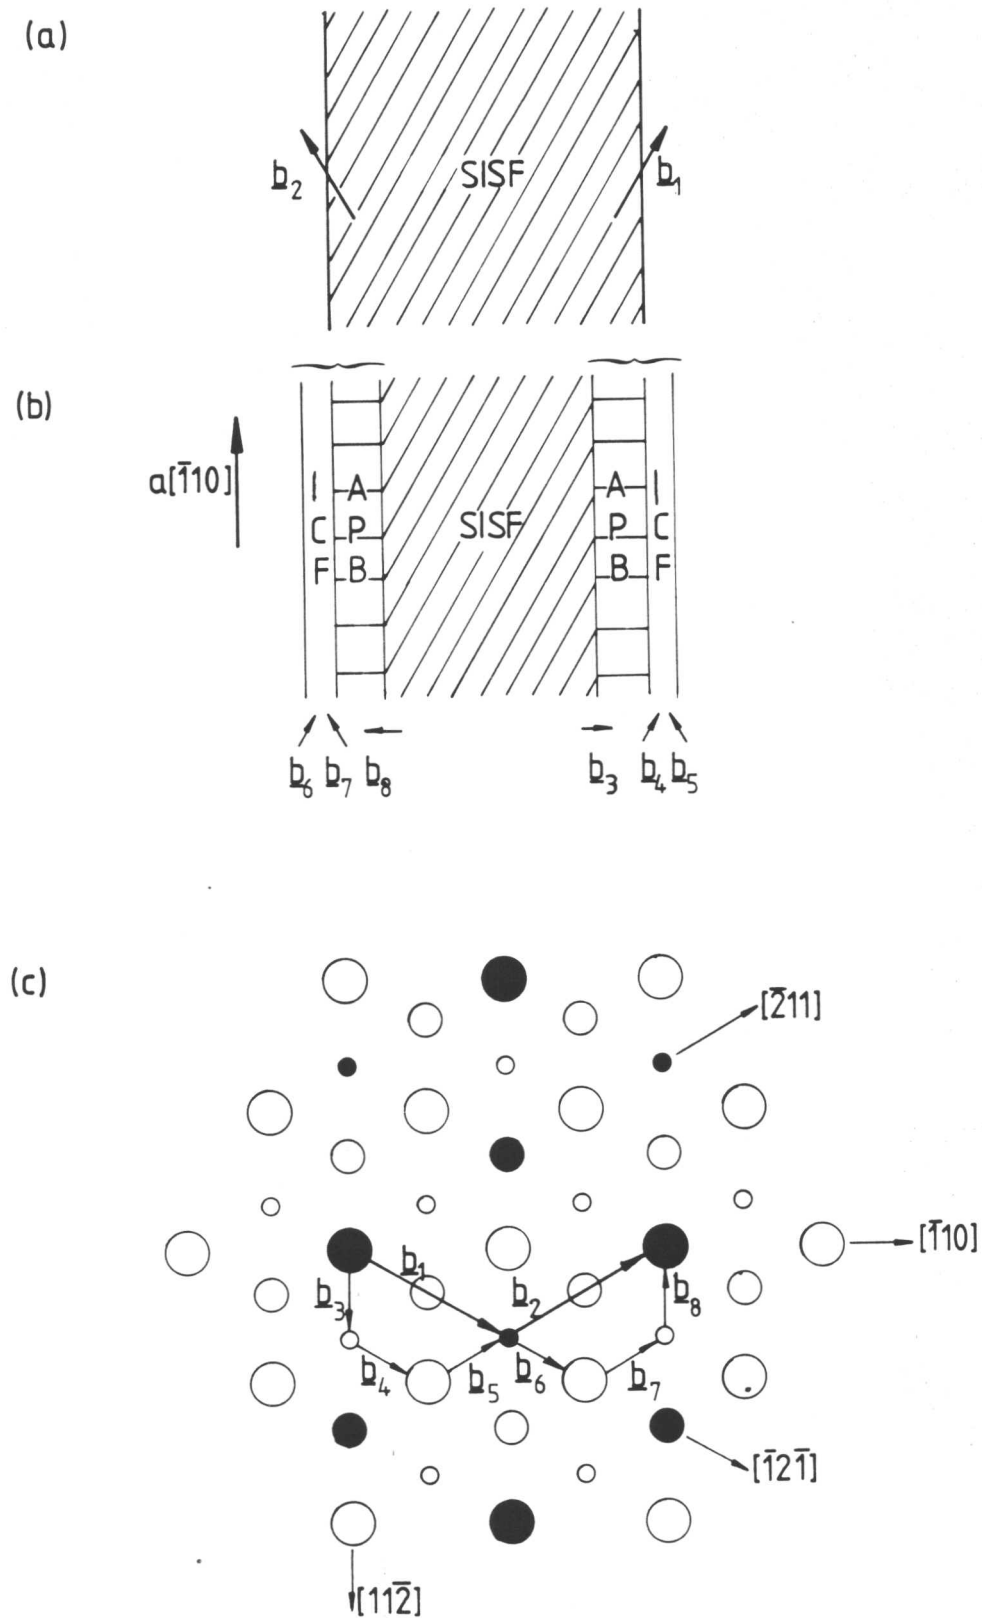 (a)
b₂ SISF b₁
(b)
a[1̄10]
I A A I
C P SISF P C
F B B F
b₆ b₇ b₈ b₃ b₄ b₅
(c)
[2̄11]
b₁ b₂ [1̄10]
b₃ b₈
b₄ b₅ b₆ b₇
[1̄21̄]
[112̄]